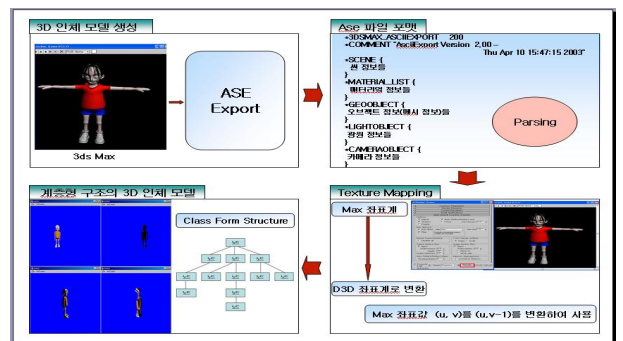 3D 인체 모델 생성
ASE
Export
3ds Max
Ase 파일 포맷
*3DSMAX_ASCIIEXPORT 200
*COMMENT "AsciiExport Version 2,00 -
Thu Apr 10 15:47:15 2003"
*SCENE {
씬 정보들
}
*MATERIAL_LIST {
매터리얼 정보들
}
*GEOOBJECT {
오브젝트 정보(메시 정보)들
}
*LIGHTOBJECT {
광원 정보들
}
*CAMERAOBJECT {
카메라 정보들
}
Parsing
계층형 구조의 3D 인체 모델
Class Form Structure
Texture Mapping
Max 좌표계
D3D 좌표계로 변환
Max 좌표값 (u, v)를 (u,v-1)를 변환하여 사용